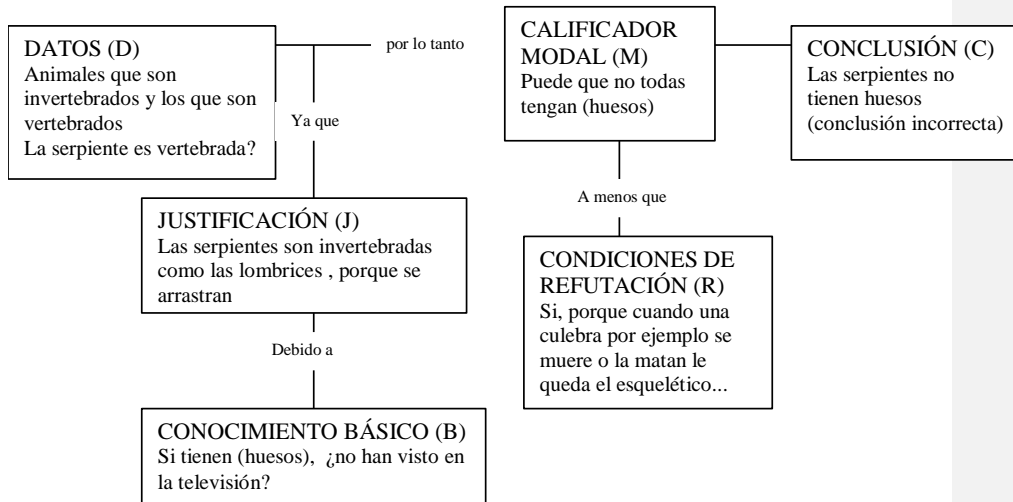 DATOS (D)
Animales que son
invertebrados y los que son
vertebrados
La serpiente es vertebrada?
por lo tanto
CALIFICADOR
MODAL (M)
Puede que no todas
tengan (huesos)
CONCLUSIÓN (C)
Las serpientes no
tienen huesos
(conclusión incorrecta)
Ya que
A menos que
JUSTIFICACIÓN (J)
Las serpientes son invertebradas
como las lombrices , porque se
arrastran
CONDICIONES DE
REFUTACIÓN (R)
Si, porque cuando una
culebra por ejemplo se
muere o la matan le
queda el esquelético...
Debido a
CONOCIMIENTO BÁSICO (B)
Si tienen (huesos), ¿no han visto en
la televisión?